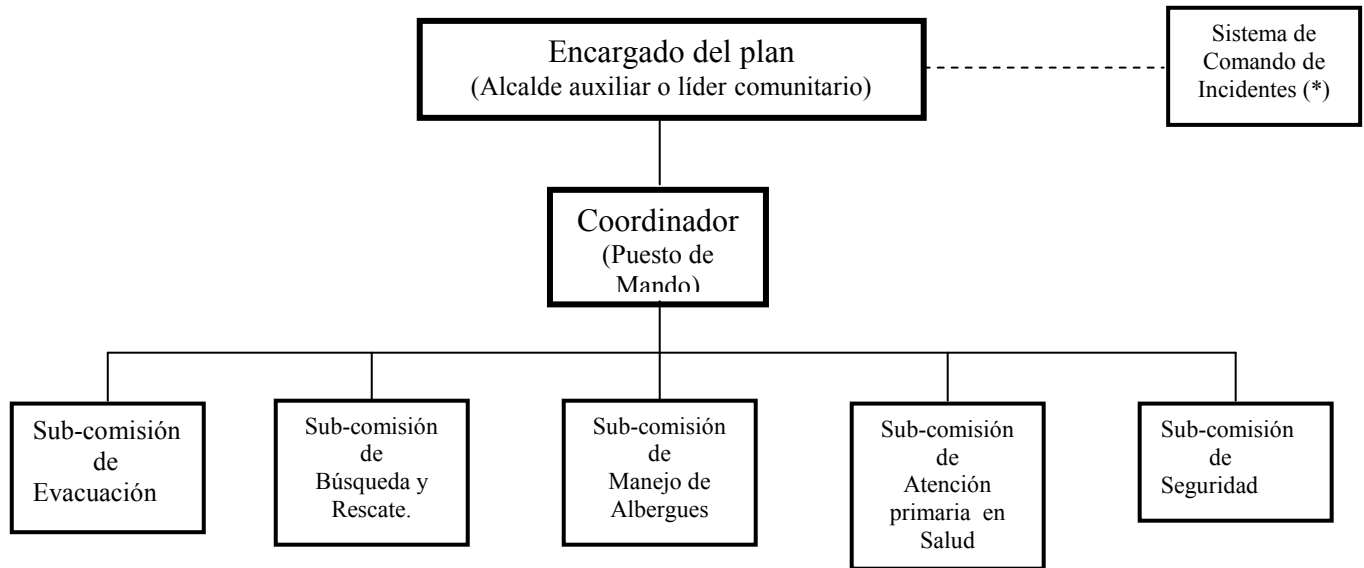 Encargado del plan
(Alcalde auxiliar o líder comunitario)
Sistema de
Comando de
Incidentes (*)
Coordinador
(Puesto de
Mando)
Sub-comisión
de
Evacuación
Sub-comisión
de
Búsqueda y
Rescate.
Sub-comisión
de
Manejo de
Albergues
Sub-comisión
de
Atención
primaria en
Salud
Sub-comisión
de
Seguridad